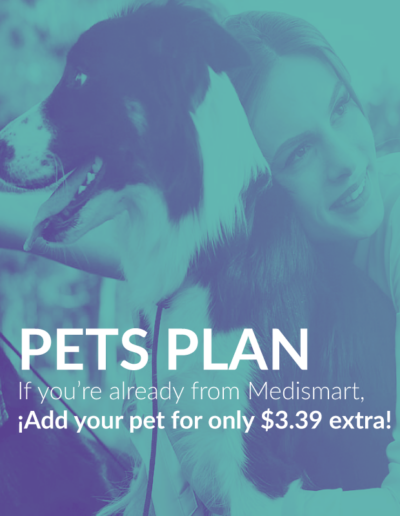 PETS PLAN
If you're already from Medismart,
¡Add your pet for only $3.39 extra!